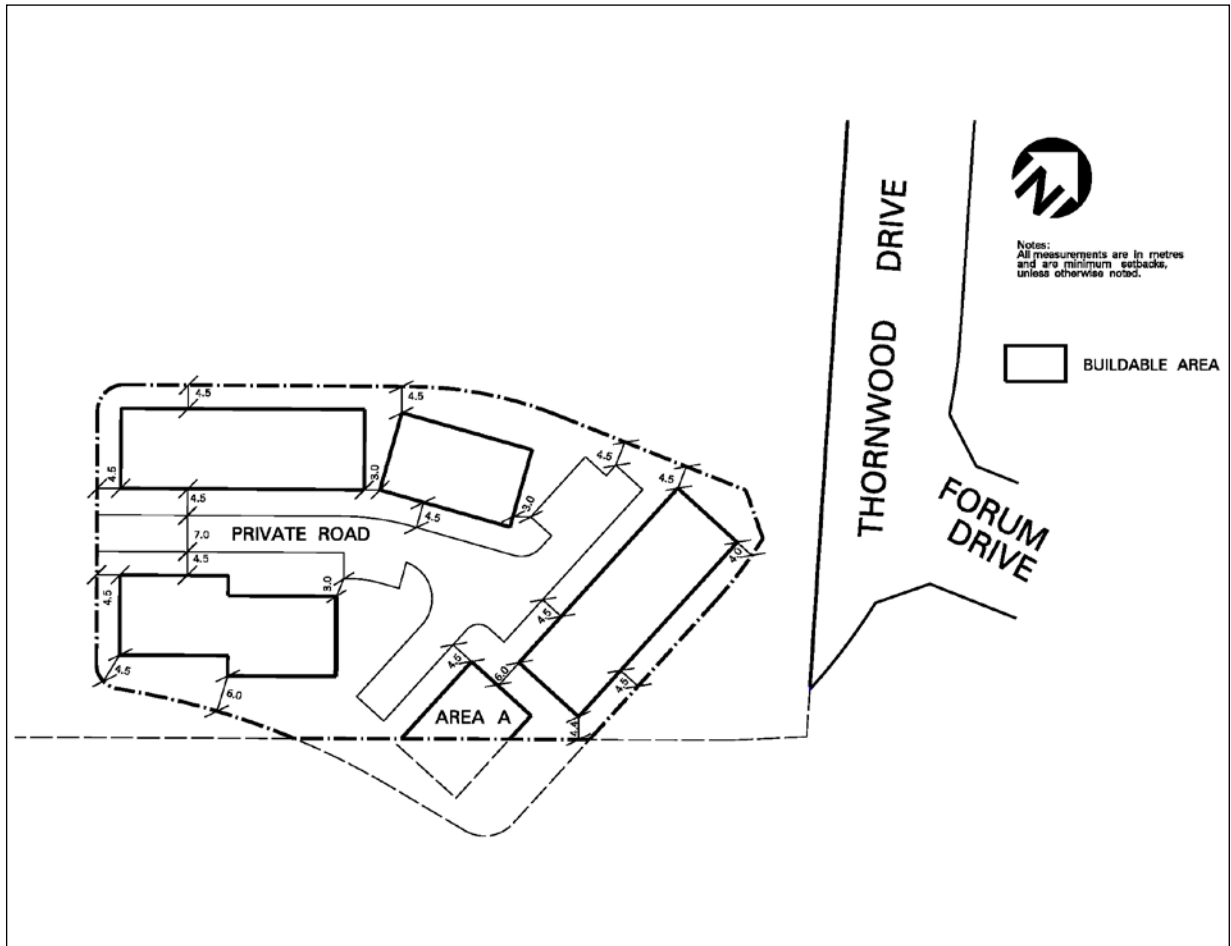 THORNWOOD DRIVE
N
Notes:
All measurements are in metres
and are minimum setbacks,
unless otherwise noted.
BUILDABLE AREA
FORUM
DRIVE
4.5
4.5
4.5
3.0
4.5
4.5
4.5
3.0
4.5
PRIVATE ROAD
7.0
4.5
4.0
4.5
3.0
4.5
4.5
4.5
6.0
4.5
6.0
AREA A
4.4